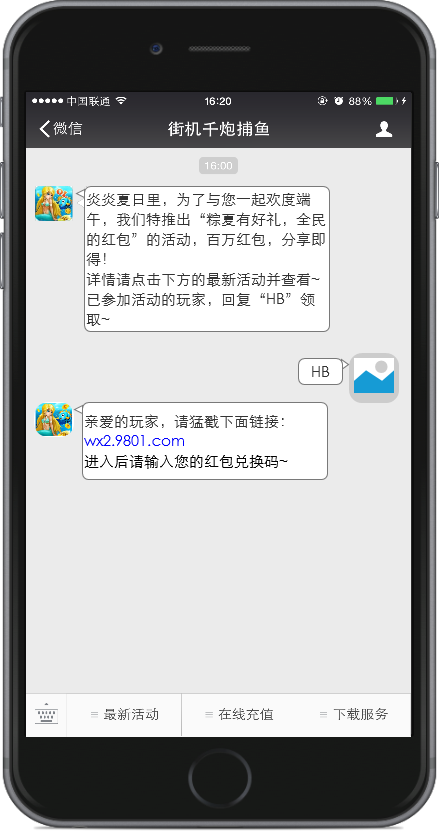 中国联通 16:20 88%
微信 街机千炮捕鱼
16:00
炎炎夏日里，为了与您一起欢度端
午，我们特推出“粽夏有好礼，全民
的红包”的活动，百万红包，分享即
得！
详情请点击下方的最新活动并查看~
已参加活动的玩家，回复“HB”领
取~
HB
亲爱的玩家，请猛戳下面链接：
wx2.9801.com
进入后请输入您的红包兑换码~
最新活动 在线充值 下载服务